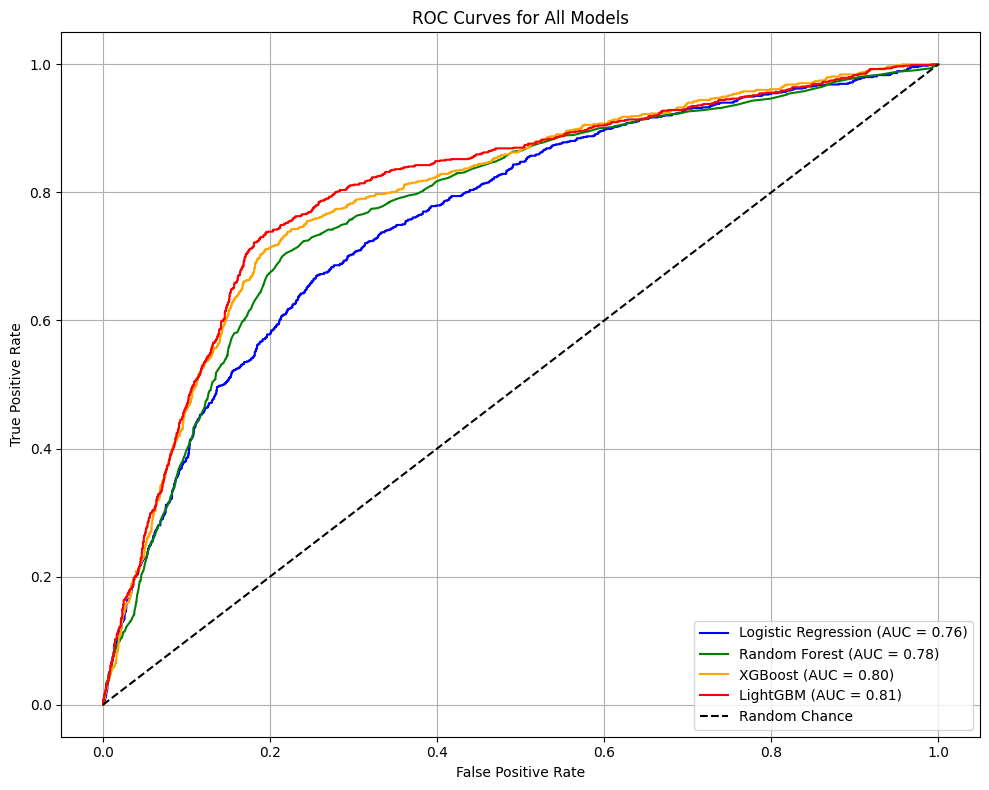 ROC Curves for All Models
True Positive Rate
1.0
0.8
0.6
0.4
0.2
0.0
0.0 0.2 0.4 0.6 0.8 1.0
False Positive Rate
Logistic Regression (AUC = 0.76)
Random Forest (AUC = 0.78)
XGBoost (AUC = 0.80)
LightGBM (AUC = 0.81)
Random Chance